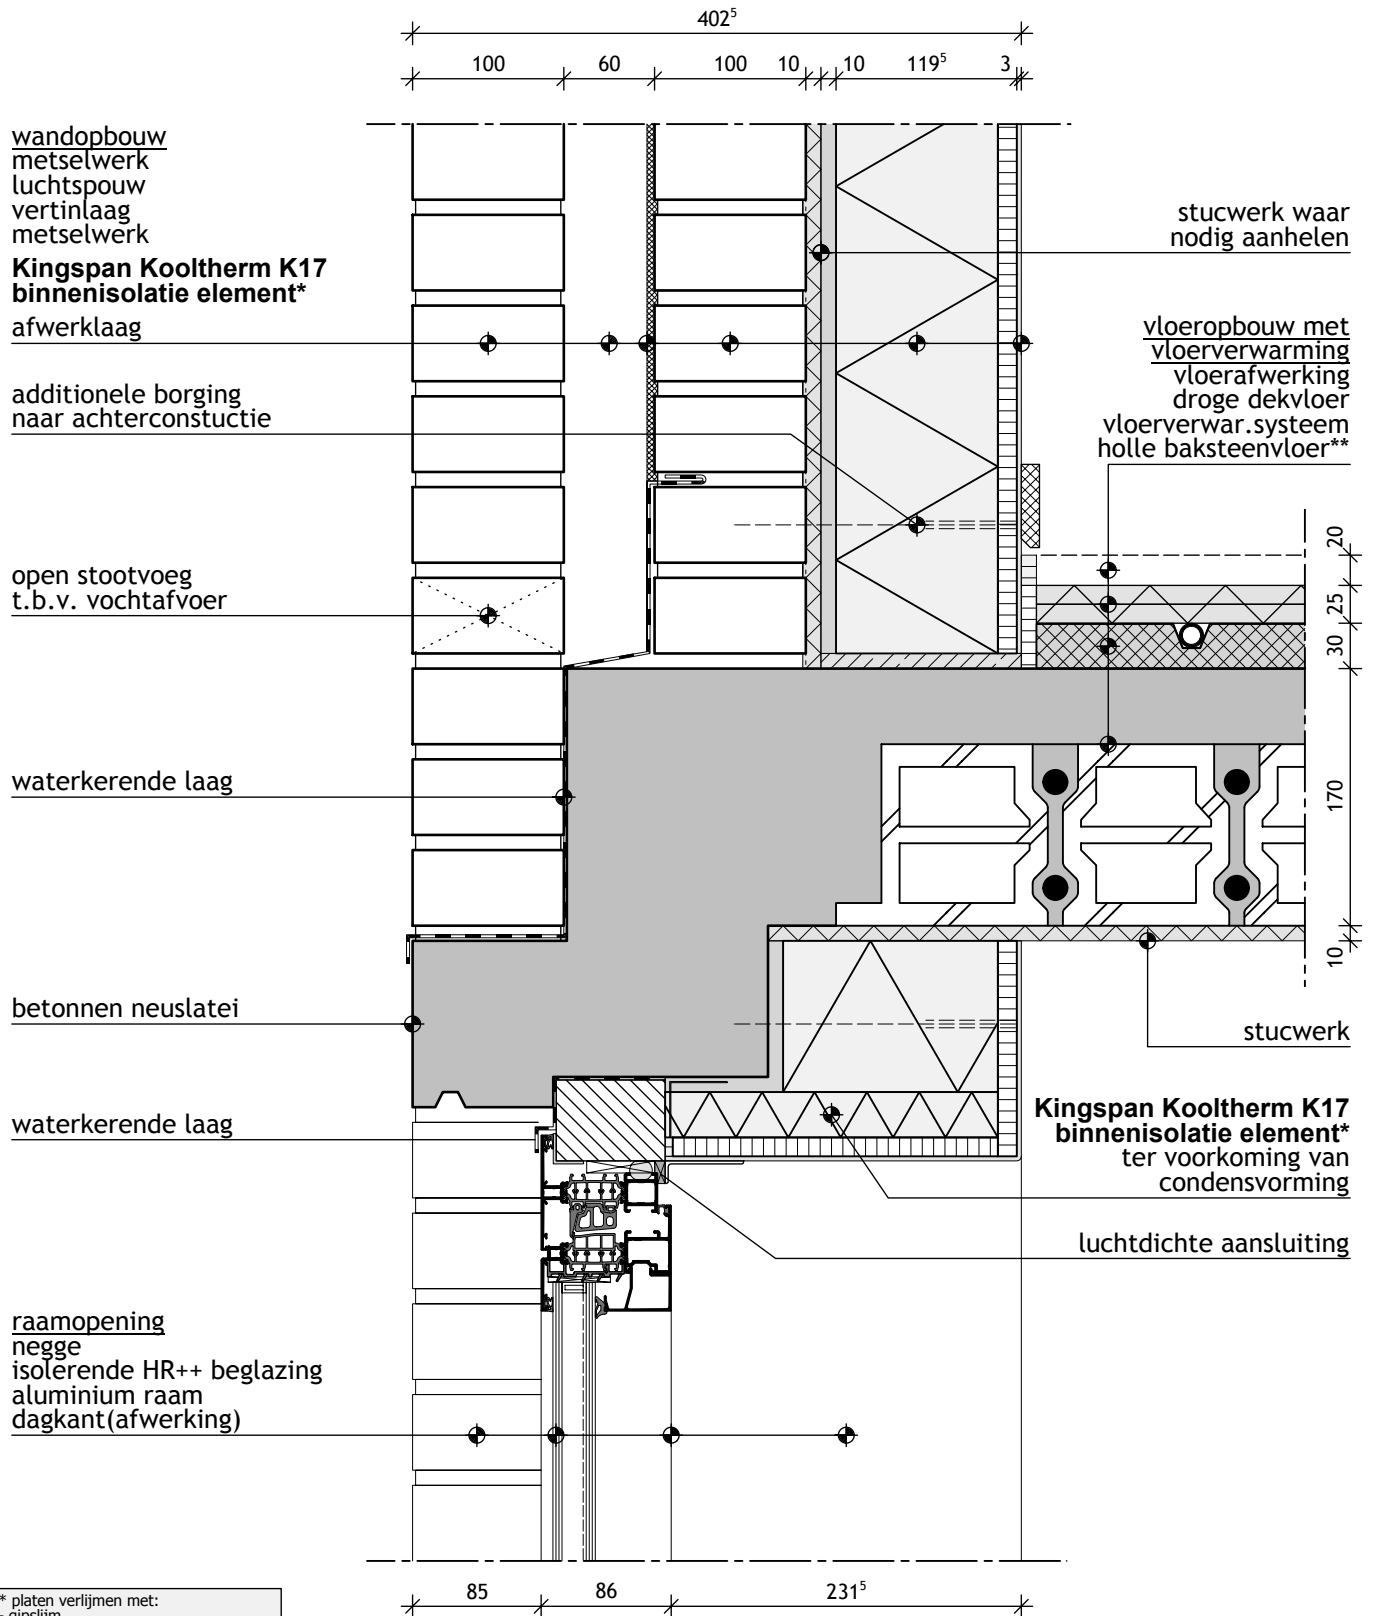 402⁵
100 60 100 10 10 119⁵ 3
wandopbouw
metselwerk
luchtspouw
vertinlaag
metselwerk
Kingspan Kooltherm K17
binnenisolatie element*
afwerklaag
additionele borging
naar achterconstuctie
open stootvoeg
t.b.v. vochtafvoer
waterkerende laag
betonnen neuslatei
waterkerende laag
raamopening
negge
isolerende HR++ beglazing
aluminium raam
dagkant(afwerking)
stucwerk waar
nodig aanhelen
vloeropbouw met
vloerverwarming
vloerafwerking
droge dekvloer
vloerverwar.systeem
holle baksteenvloer**
20
25
30
170
10
stucwerk
Kingspan Kooltherm K17
binnenisolatie element*
ter voorkoming van
condensvorming
luchtdichte aansluiting
85 86 231⁵
* platen verlijmen met:
- gipslijm